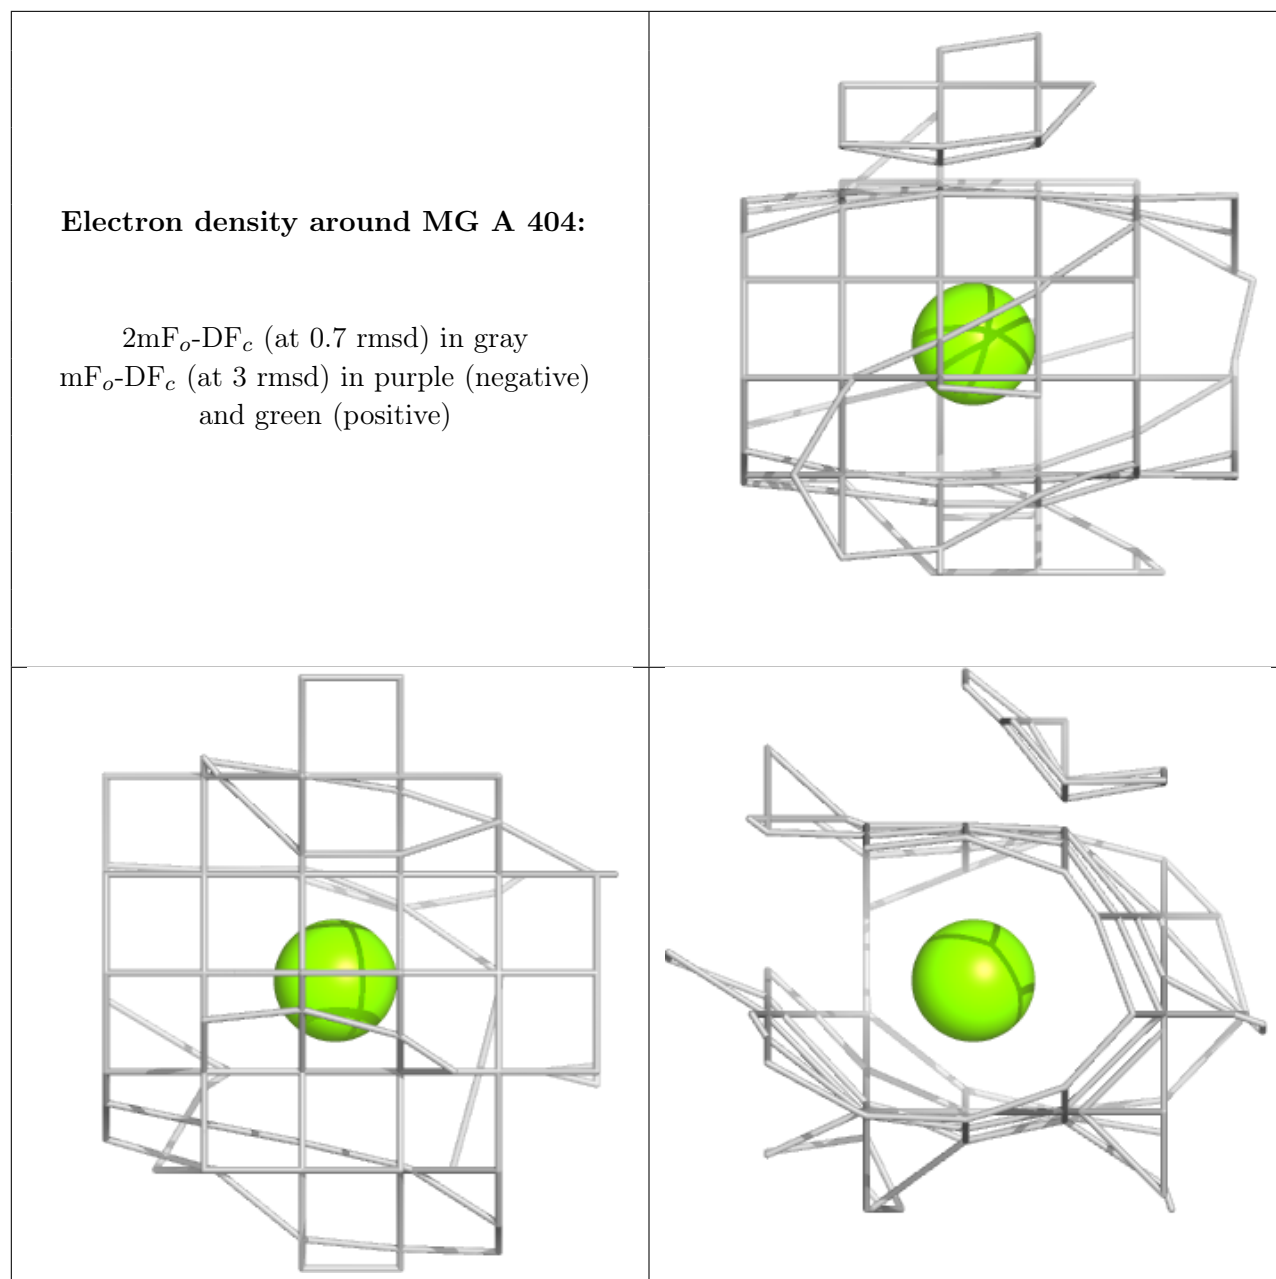 Electron density around MG A 404:
2mFo-DFc (at 0.7 rmsd) in gray
mFo-DFc (at 3 rmsd) in purple (negative)
and green (positive)